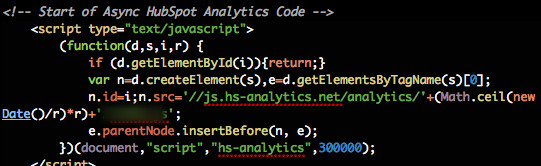 <!-- Start of Async HubSpot Analytics Code -->
<script type="text/javascript">
(function(d,s,i,r) {
if (d.getElementById(i)){return;}
var n=d.createElement(s),e=d.getElementsByTagName(s)[0];
n.id=i;n.src='//js.hs-analytics.net/analytics/'+(Math.ceil(new
Date()/r)*r)+' s';
e.parentNode.insertBefore(n, e);
})(document,"script","hs-analytics",300000);
</script>